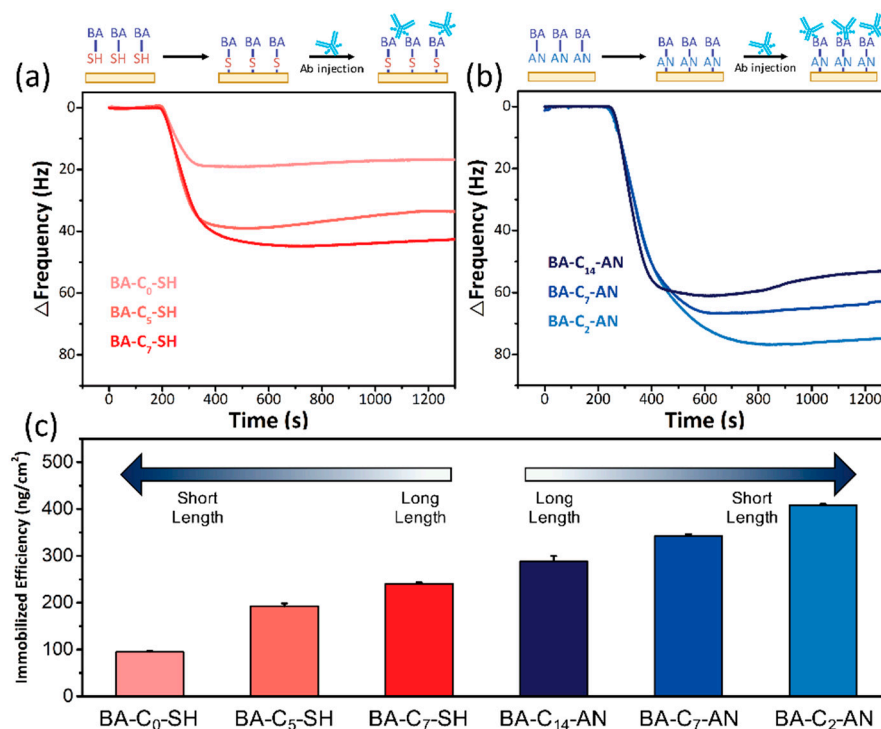 BA BA BA
SH SH SH
BA BA BA
S S S
Ab injection
BA BA BA
S S S
BA BA BA
AN AN AN
BA BA BA
AN AN AN
Ab injection
BA BA BA
AN AN AN
(a)
0
20
40
60
80
△Frequency (Hz)
BA-C₀-SH
BA-C₅-SH
BA-C₇-SH
0 200 400 600 800 1000 1200
Time (s)
(b)
0
20
40
60
80
△Frequency (Hz)
BA-C₁₄-AN
BA-C₇-AN
BA-C₂-AN
0 200 400 600 800 1000 1200
Time (s)
(c)
500
400
300
200
100
0
Immobilized Efficiency (ng/cm²)
Short
Length
Long
Length
Long
Length
Short
Length
BA-C₀-SH BA-C₅-SH BA-C₇-SH BA-C₁₄-AN BA-C₇-AN BA-C₂-AN